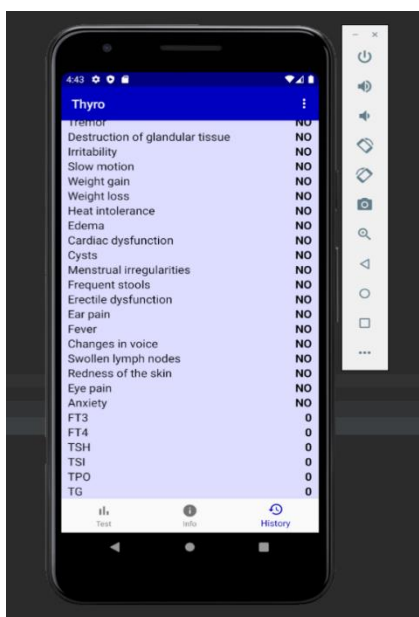 4:43
Thyro
Tremor NO
Destruction of glandular tissue NO
Irritability NO
Slow motion NO
Weight gain NO
Weight loss NO
Heat intolerance NO
Edema NO
Cardiac dysfunction NO
Cysts NO
Menstrual irregularities NO
Frequent stools NO
Erectile dysfunction NO
Ear pain NO
Fever NO
Changes in voice NO
Swollen lymph nodes NO
Redness of the skin NO
Eye pain NO
Anxiety NO
FT3 0
FT4 0
TSH 0
TSI 0
TPO 0
TG 0
Test Info History